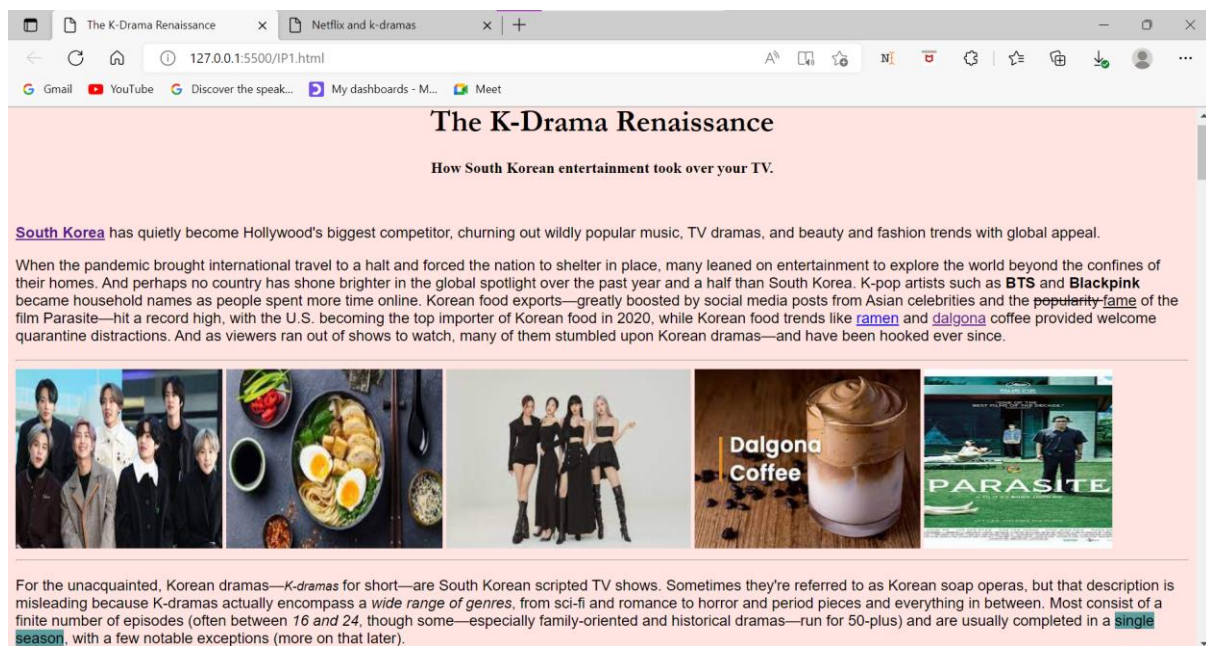 The K-Drama Renaissance
Netflix and k-dramas
127.0.0.1:5500/IP1.html
Gmail
YouTube
Discover the speak...
My dashboards - M...
Meet
The K-Drama Renaissance
How South Korean entertainment took over your TV.
South Korea has quietly become Hollywood's biggest competitor, churning out wildly popular music, TV dramas, and beauty and fashion trends with global appeal.
When the pandemic brought international travel to a halt and forced the nation to shelter in place, many leaned on entertainment to explore the world beyond the confines of
their homes. And perhaps no country has shone brighter in the global spotlight over the past year and a half than South Korea. K-pop artists such as BTS and Blackpink
became household names as people spent more time online. Korean food exports—greatly boosted by social media posts from Asian celebrities and the popularity fame of the
film Parasite—hit a record high, with the U.S. becoming the top importer of Korean food in 2020, while Korean food trends like ramen and dalgona coffee provided welcome
quarantine distractions. And as viewers ran out of shows to watch, many of them stumbled upon Korean dramas—and have been hooked ever since.
Dalgona
Coffee
PARASITE
For the unacquainted, Korean dramas—K-dramas for short—are South Korean scripted TV shows. Sometimes they're referred to as Korean soap operas, but that description is
misleading because K-dramas actually encompass a wide range of genres, from sci-fi and romance to horror and period pieces and everything in between. Most consist of a
finite number of episodes (often between 16 and 24, though some—especially family-oriented and historical dramas—run for 50-plus) and are usually completed in a single
season, with a few notable exceptions (more on that later).